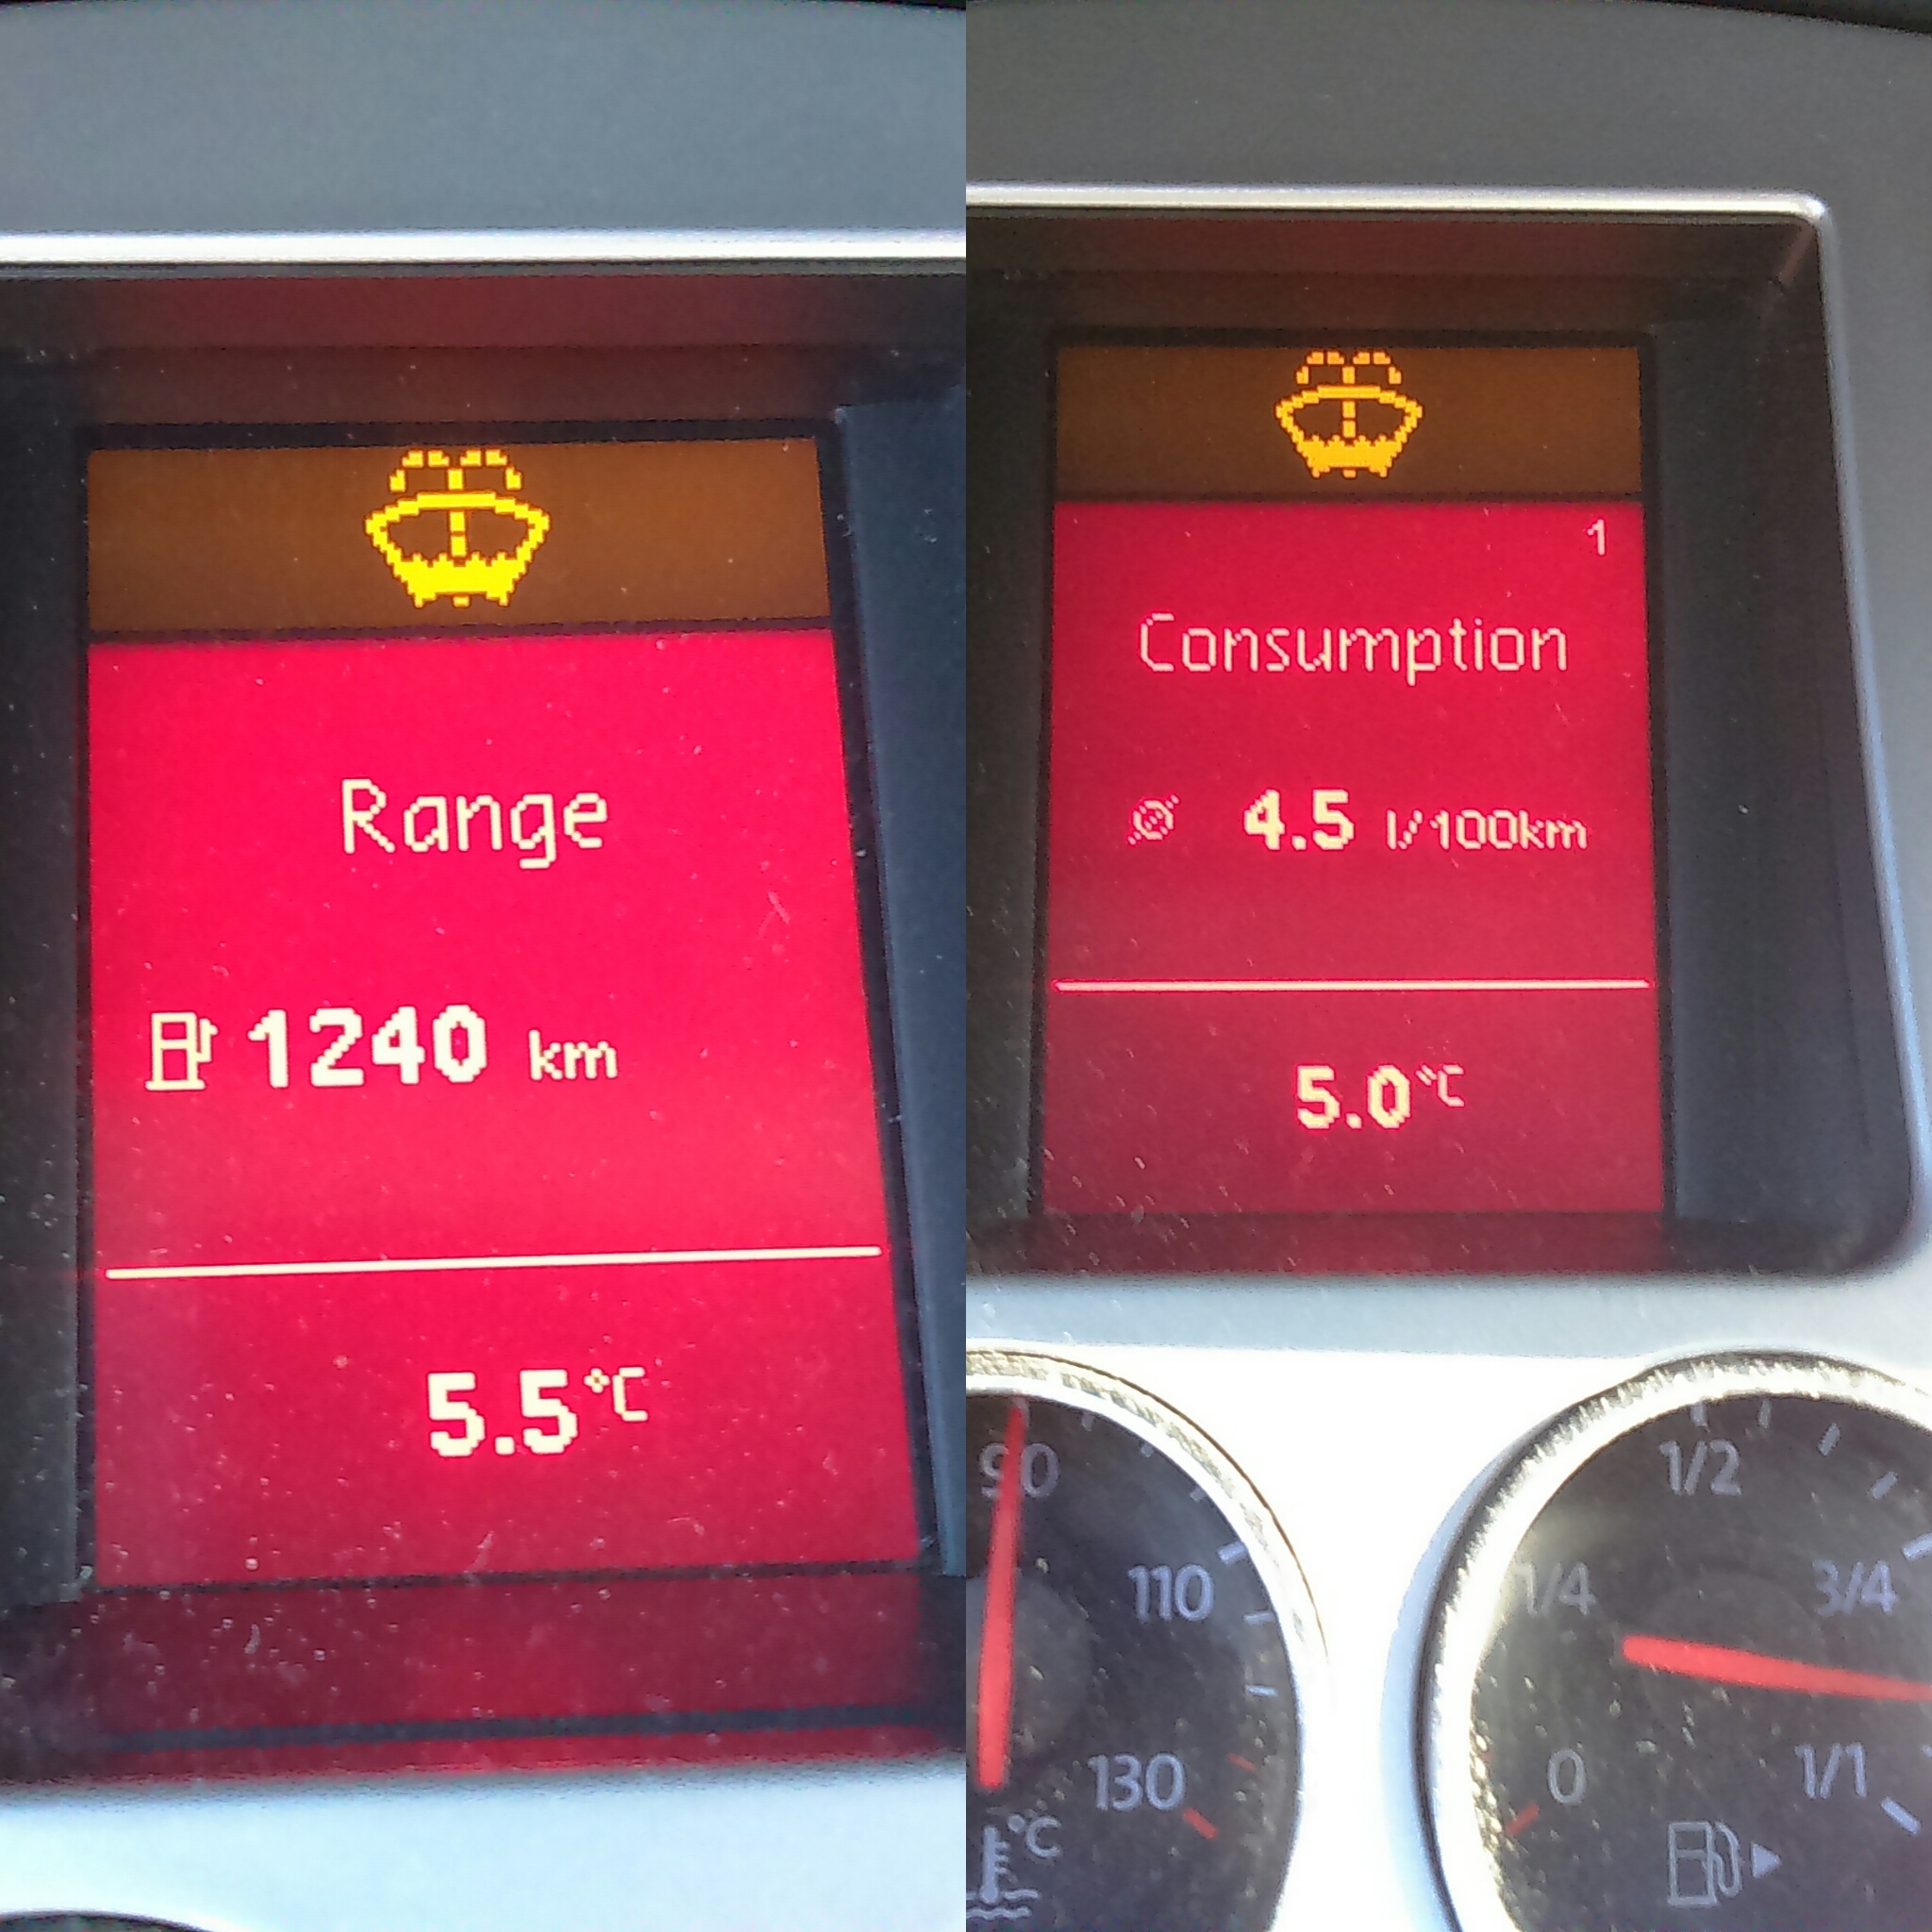 Range
1240 km
5.5°C
1
Consumption
4.5 l/100km
5.0°C
90
110
130
°C
1/2
1/4
3/4
0
1/1